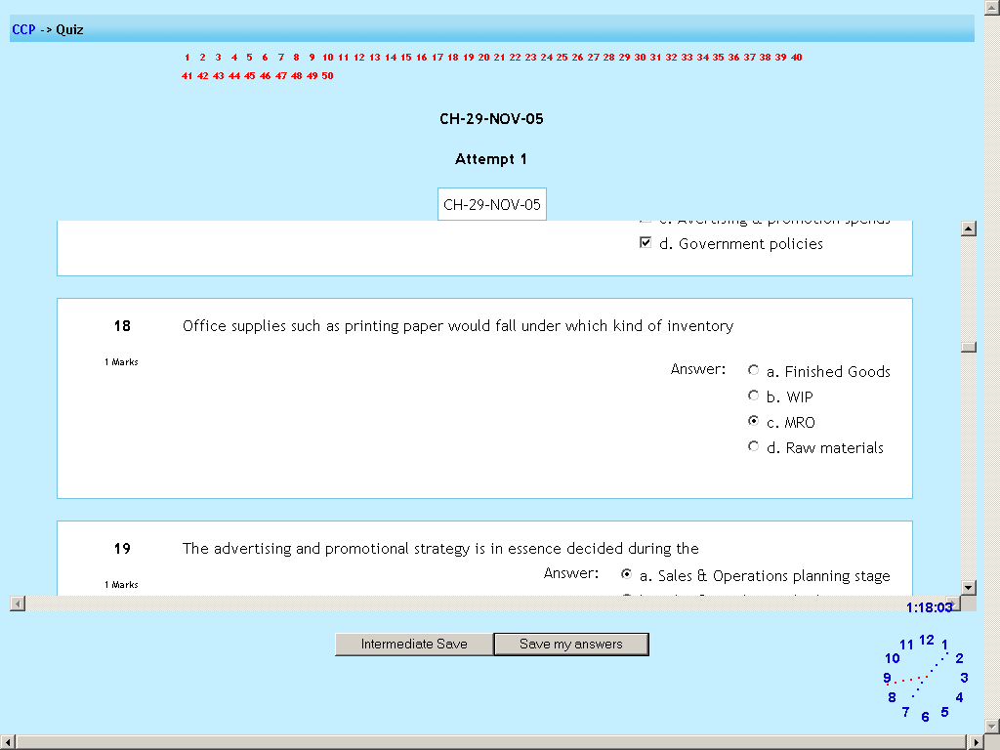 CCP -> Quiz
1 2 3 4 5 6 7 8 9 10 11 12 13 14 15 16 17 18 19 20 21 22 23 24 25 26 27 28 29 30 31 32 33 34 35 36 37 38 39 40
41 42 43 44 45 46 47 48 49 50
CH-29-NOV-05
Attempt 1
CH-29-NOV-05
c. Avertising & promotion spends
d. Government policies
18 Office supplies such as printing paper would fall under which kind of inventory
1 Marks
Answer: a. Finished Goods
b. WIP
c. MRO
d. Raw materials
19 The advertising and promotional strategy is in essence decided during the
Answer: a. Sales & Operations planning stage
1 Marks
1:18:03
Intermediate Save Save my answers
12 1 2 3 4 5 6 7 8 9 10 11